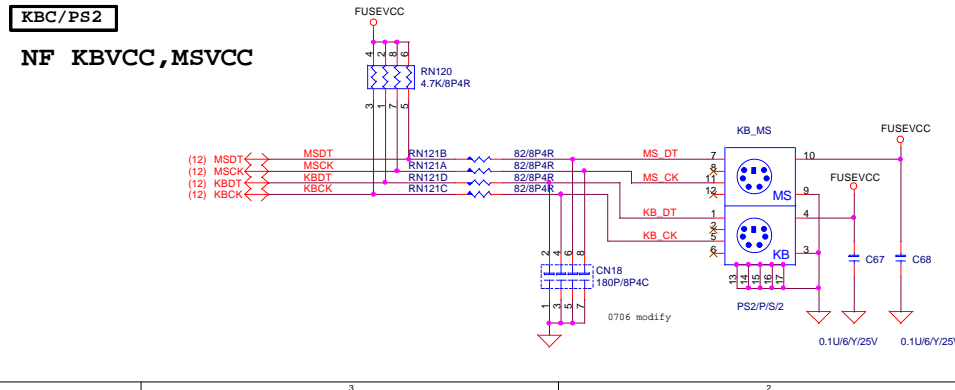 KBC/PS2
NF KBVCC,MSVCC
FUSEVCC
4 2 8 6
RN120
4.7K/8P4R
3 1 7 5
(12) MSDT MSDT RN121B 82/8P4R MS_DT 7
(12) MSCK MSCK RN121A 82/8P4R MS_CK 11
(12) KBDT KBDT RN121D 82/8P4R KB_DT 1
(12) KBCK KBCK RN121C 82/8P4R KB_CK 5
KB_MS
8
12
2
6
MS
KB
10
9
4
3
FUSEVCC
FUSEVCC
C67
C68
13 14 15 16 17
PS2/P/S/2
2 4 6 8
CN18
180P/8P4C
1 3 5 7
0706 modify
0.1U/6/Y/25V
0.1U/6/Y/25V
3
2